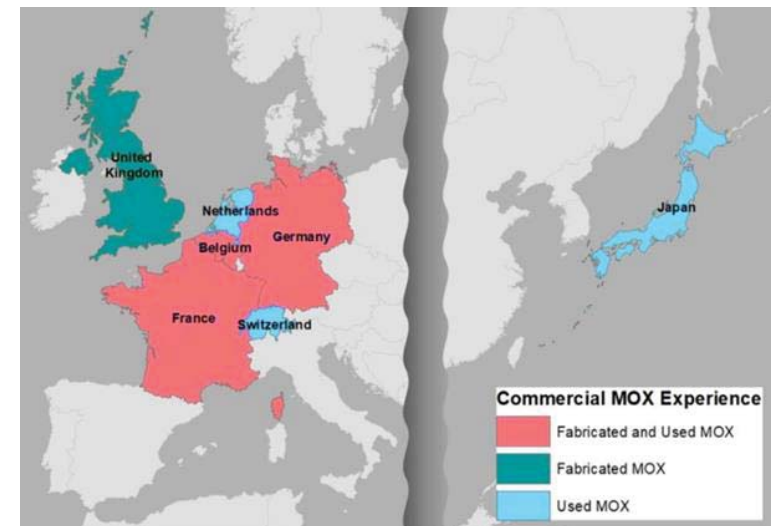 United
Kingdom
Netherlands
Belgium
Germany
France
Switzerland
Japan
Commercial MOX Experience
Fabricated and Used MOX
Fabricated MOX
Used MOX